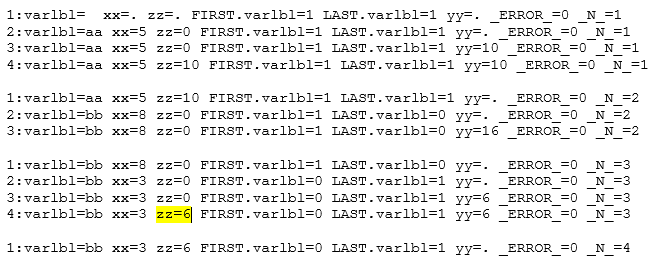 1:varlbl=  xx=. zz=. FIRST.varlbl=1 LAST.varlbl=1 yy=. _ERROR_=0 _N_=1
2:varlbl=aa xx=5 zz=0 FIRST.varlbl=1 LAST.varlbl=1 yy=. _ERROR_=0 _N_=1
3:varlbl=aa xx=5 zz=0 FIRST.varlbl=1 LAST.varlbl=1 yy=10 _ERROR_=0 _N_=1
4:varlbl=aa xx=5 zz=10 FIRST.varlbl=1 LAST.varlbl=1 yy=10 _ERROR_=0 _N_=1
1:varlbl=aa xx=5 zz=10 FIRST.varlbl=1 LAST.varlbl=1 yy=. _ERROR_=0 _N_=2
2:varlbl=bb xx=8 zz=0 FIRST.varlbl=1 LAST.varlbl=0 yy=. _ERROR_=0 _N_=2
3:varlbl=bb xx=8 zz=0 FIRST.varlbl=1 LAST.varlbl=0 yy=16 _ERROR_=0 _N_=2
1:varlbl=bb xx=8 zz=0 FIRST.varlbl=1 LAST.varlbl=0 yy=. _ERROR_=0 _N_=3
2:varlbl=bb xx=3 zz=0 FIRST.varlbl=0 LAST.varlbl=1 yy=. _ERROR_=0 _N_=3
3:varlbl=bb xx=3 zz=0 FIRST.varlbl=0 LAST.varlbl=1 yy=6 _ERROR_=0 _N_=3
4:varlbl=bb xx=3 zz=6 FIRST.varlbl=0 LAST.varlbl=1 yy=6 _ERROR_=0 _N_=3
1:varlbl=bb xx=3 zz=6 FIRST.varlbl=0 LAST.varlbl=1 yy=. _ERROR_=0 _N_=4